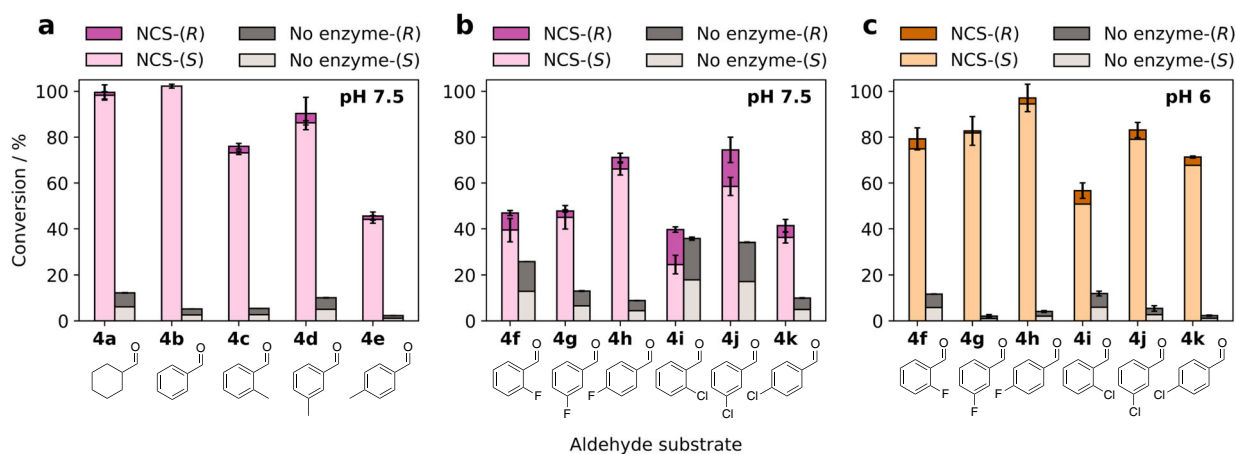 a
NCS-(R)
No enzyme-(R)
NCS-(S)
No enzyme-(S)
pH 7.5
Conversion / %
100
80
60
40
20
0
4a 4b 4c 4d 4e
O O O O O
b
NCS-(R)
No enzyme-(R)
NCS-(S)
No enzyme-(S)
pH 7.5
100
80
60
40
20
0
4f 4g 4h 4i 4j 4k
O O O O O O
F F F Cl Cl Cl
c
NCS-(R)
No enzyme-(R)
NCS-(S)
No enzyme-(S)
pH 6
100
80
60
40
20
0
4f 4g 4h 4i 4j 4k
O O O O O O
F F F Cl Cl Cl
Aldehyde substrate